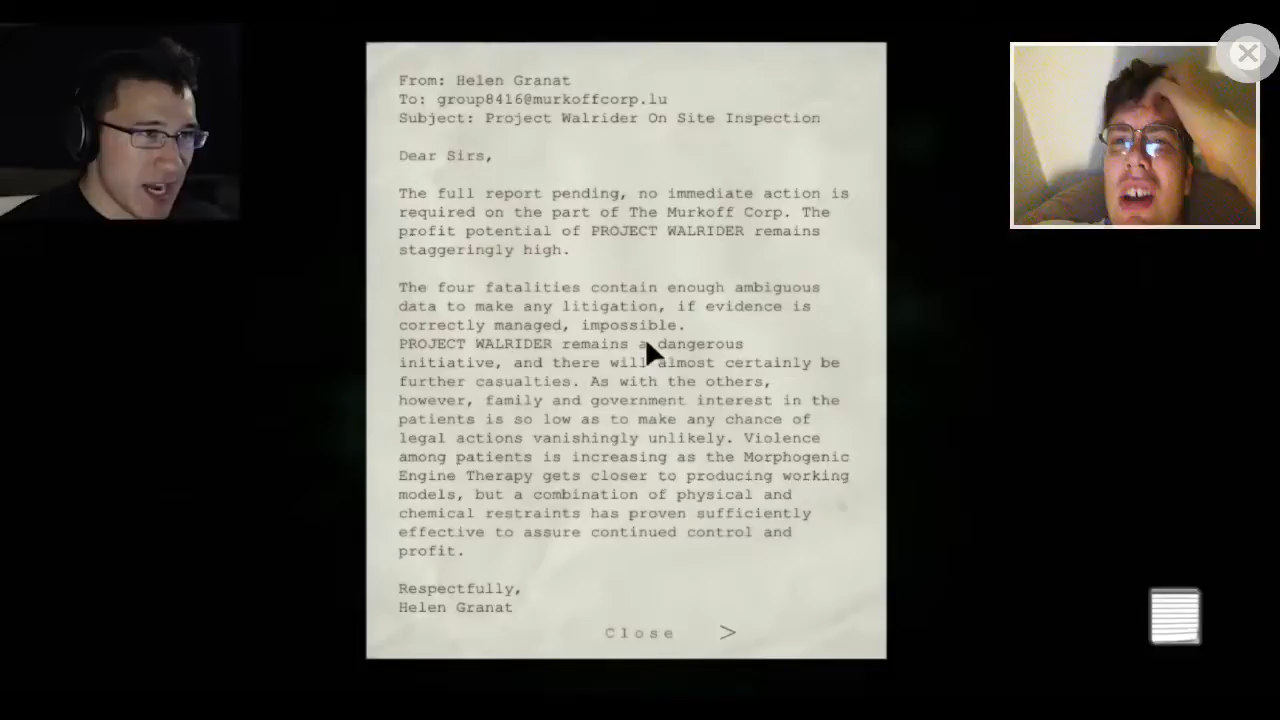 From: Helen Granat
To: group8416@murkoffcorp.lu
Subject: Project Walrider On Site Inspection
Dear Sirs,
The full report pending, no immediate action is
required on the part of The Murkoff Corp. The
profit potential of PROJECT WALRIDER remains
staggeringly high.
The four fatalities contain enough ambiguous
data to make any litigation, if evidence is
correctly managed, impossible.
PROJECT WALRIDER remains a dangerous
initiative, and there will almost certainly be
further casualties. As with the others,
however, family and government interest in the
patients is so low as to make any chance of
legal actions vanishingly unlikely. Violence
among patients is increasing as the Morphogenic
Engine Therapy gets closer to producing working
models, but a combination of physical and
chemical restraints has proven sufficiently
effective to assure continued control and
profit.
Respectfully,
Helen Granat
Close >